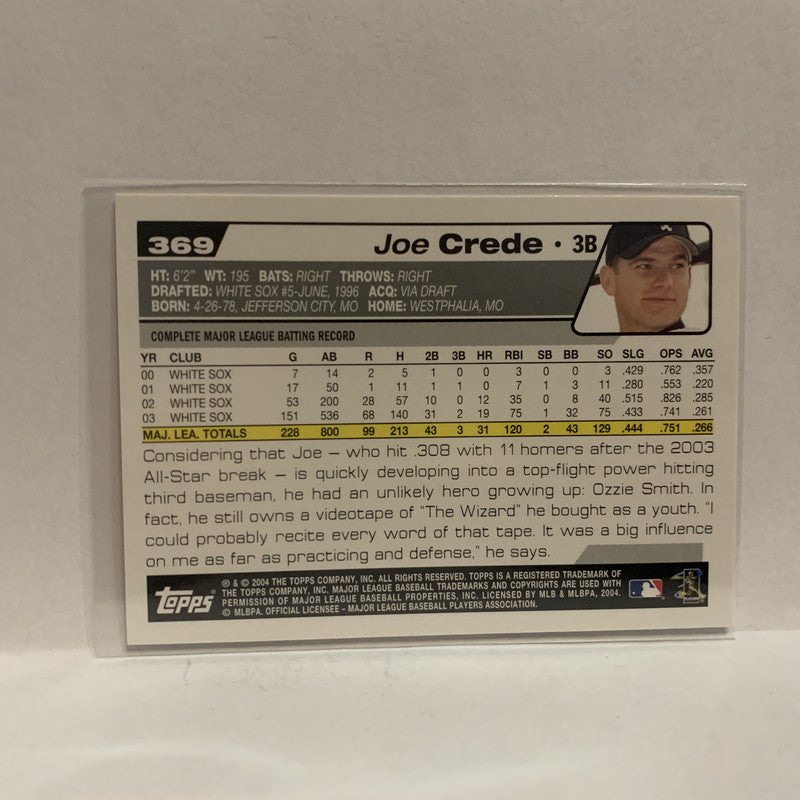 369
Joe Crede · 3B
HT: 6'2" WT: 195 BATS: RIGHT THROWS: RIGHT
DRAFTED: WHITE SOX #5-JUNE, 1996 ACQ: VIA DRAFT
BORN: 4-26-78, JEFFERSON CITY, MO HOME: WESTPHALIA, MO
COMPLETE MAJOR LEAGUE BATTING RECORD
YR CLUB G AB R H 2B 3B HR RBI SB BB SO SLG OPS AVG
00 WHITE SOX 7 14 2 5 1 0 0 3 0 0 3 .429 .762 .357
01 WHITE SOX 17 50 1 11 1 1 0 7 1 3 11 .280 .553 .220
02 WHITE SOX 53 200 28 57 10 0 12 35 0 8 40 .515 .826 .285
03 WHITE SOX 151 536 68 140 31 2 19 75 1 32 75 .433 .741 .261
MAJ. LEA. TOTALS 228 800 99 213 43 3 31 120 2 43 129 .444 .751 .266
Considering that Joe – who hit .308 with 11 homers after the 2003
All-Star break – is quickly developing into a top-flight power hitting
third baseman, he had an unlikely hero growing up: Ozzie Smith. In
fact, he still owns a videotape of "The Wizard" he bought as a youth. "I
could probably recite every word of that tape. It was a big influence
on me as far as practicing and defense," he says.
Topps
® & © 2004 THE TOPPS COMPANY, INC. ALL RIGHTS RESERVED. TOPPS IS A REGISTERED TRADEMARK OF
THE TOPPS COMPANY, INC. MAJOR LEAGUE BASEBALL TRADEMARKS AND COPYRIGHTS ARE USED WITH
PERMISSION OF MAJOR LEAGUE BASEBALL PROPERTIES, INC. LICENSED BY MLB & MLBPA, 2004.
© MLBPA. OFFICIAL LICENSEE – MAJOR LEAGUE BASEBALL PLAYERS ASSOCIATION.